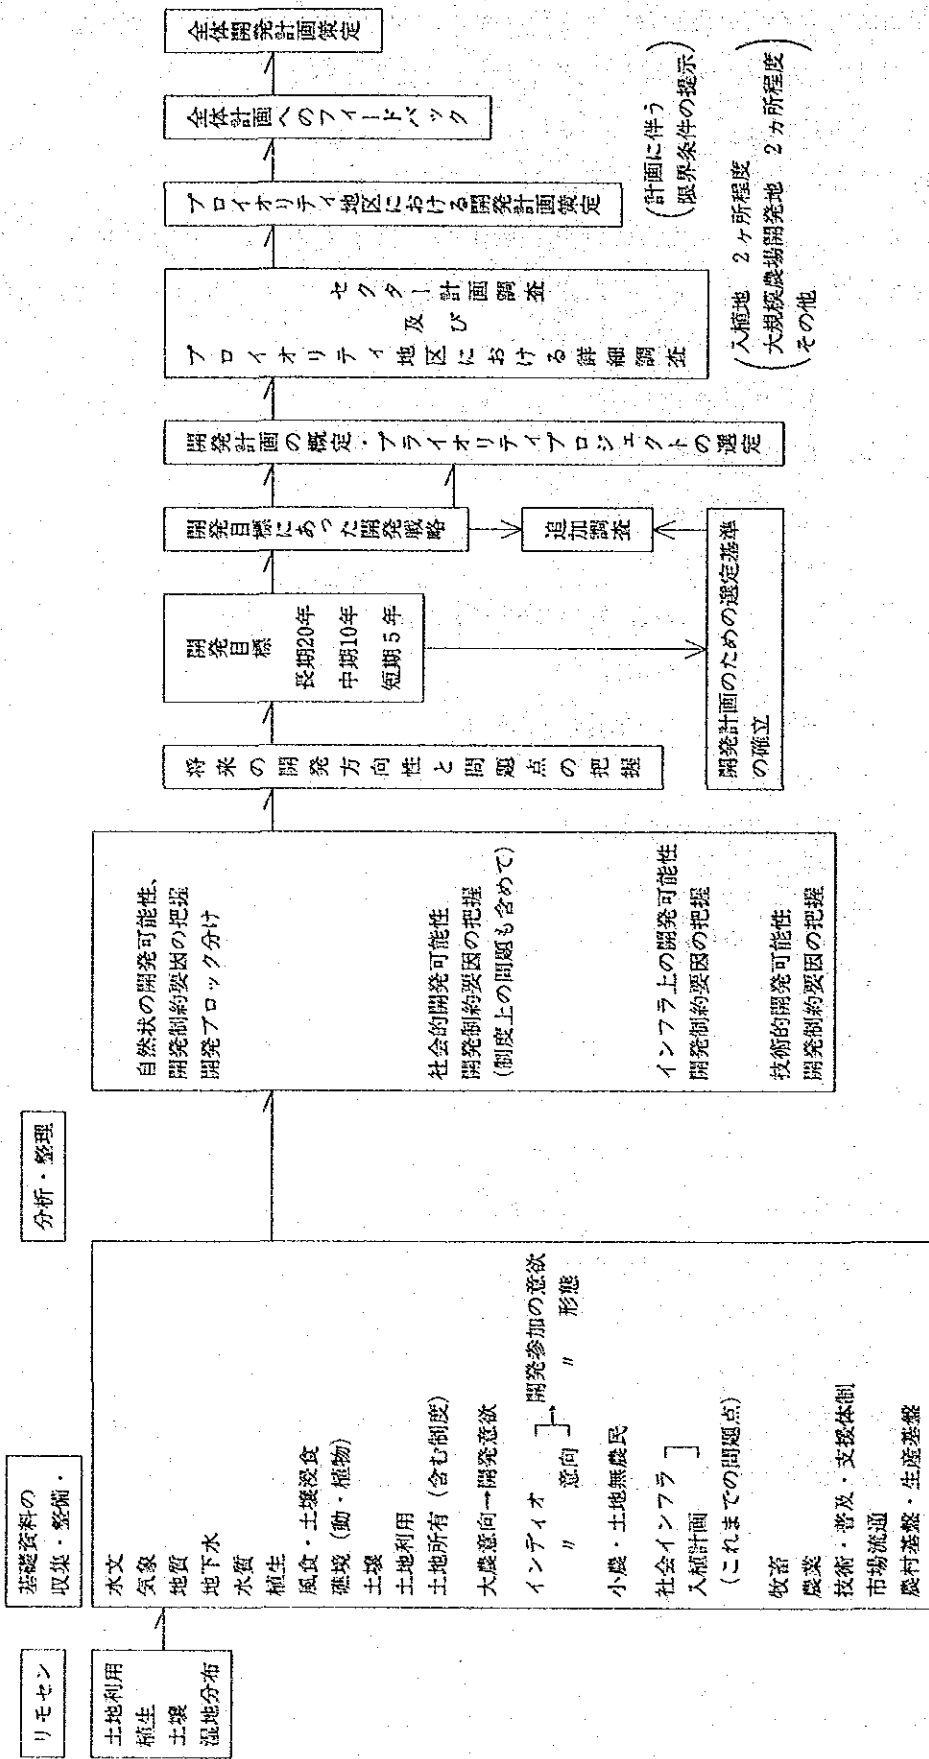 リモセン
土地利用
植生
土壌
湿地分布
基礎資料の
収集・整備・
水文
気象
地質
地下水
水質
植生
風食・土壌浸食
環境(動・植物)
土壌
土地利用
土地所有(含む制度)
大農意向→開発意欲
インディオ
〃 意向
→開発参加の意欲
〃 形態
小農・土地無農民
社会インフラ
入植計画
(これまでの問題点)
牧畜
農業
技術・普及・支援体制
市場流通
農村基盤・生産基盤
分析・整理
自然状の開発可能性、
開発制約要因の把握
開発ブロック分け
社会的開発可能性
開発制約要因の把握
(制度上の問題も含めて)
インフラ上の開発可能性
開発制約要因の把握
技術的開発可能性
開発制約要因の把握
将来の開発方向性と問題点の把握
開発目標
長期20年
中期10年
短期5年
開発計画のための選定基準
の確立
開発目標にあった開発戦略
追加調査
開発計画の概定・プライオリティプロジェクトの選定
セクター計画調査
及び
プロイオリティ地区における詳細調査
(入植地 2ヶ所程度
大規模農場開発地 2カ所程度
その他)
プロイオリティ地区における開発計画策定
(計画に伴う
限界条件の提示)
全体計画へのフィードバック
全体開発計画策定